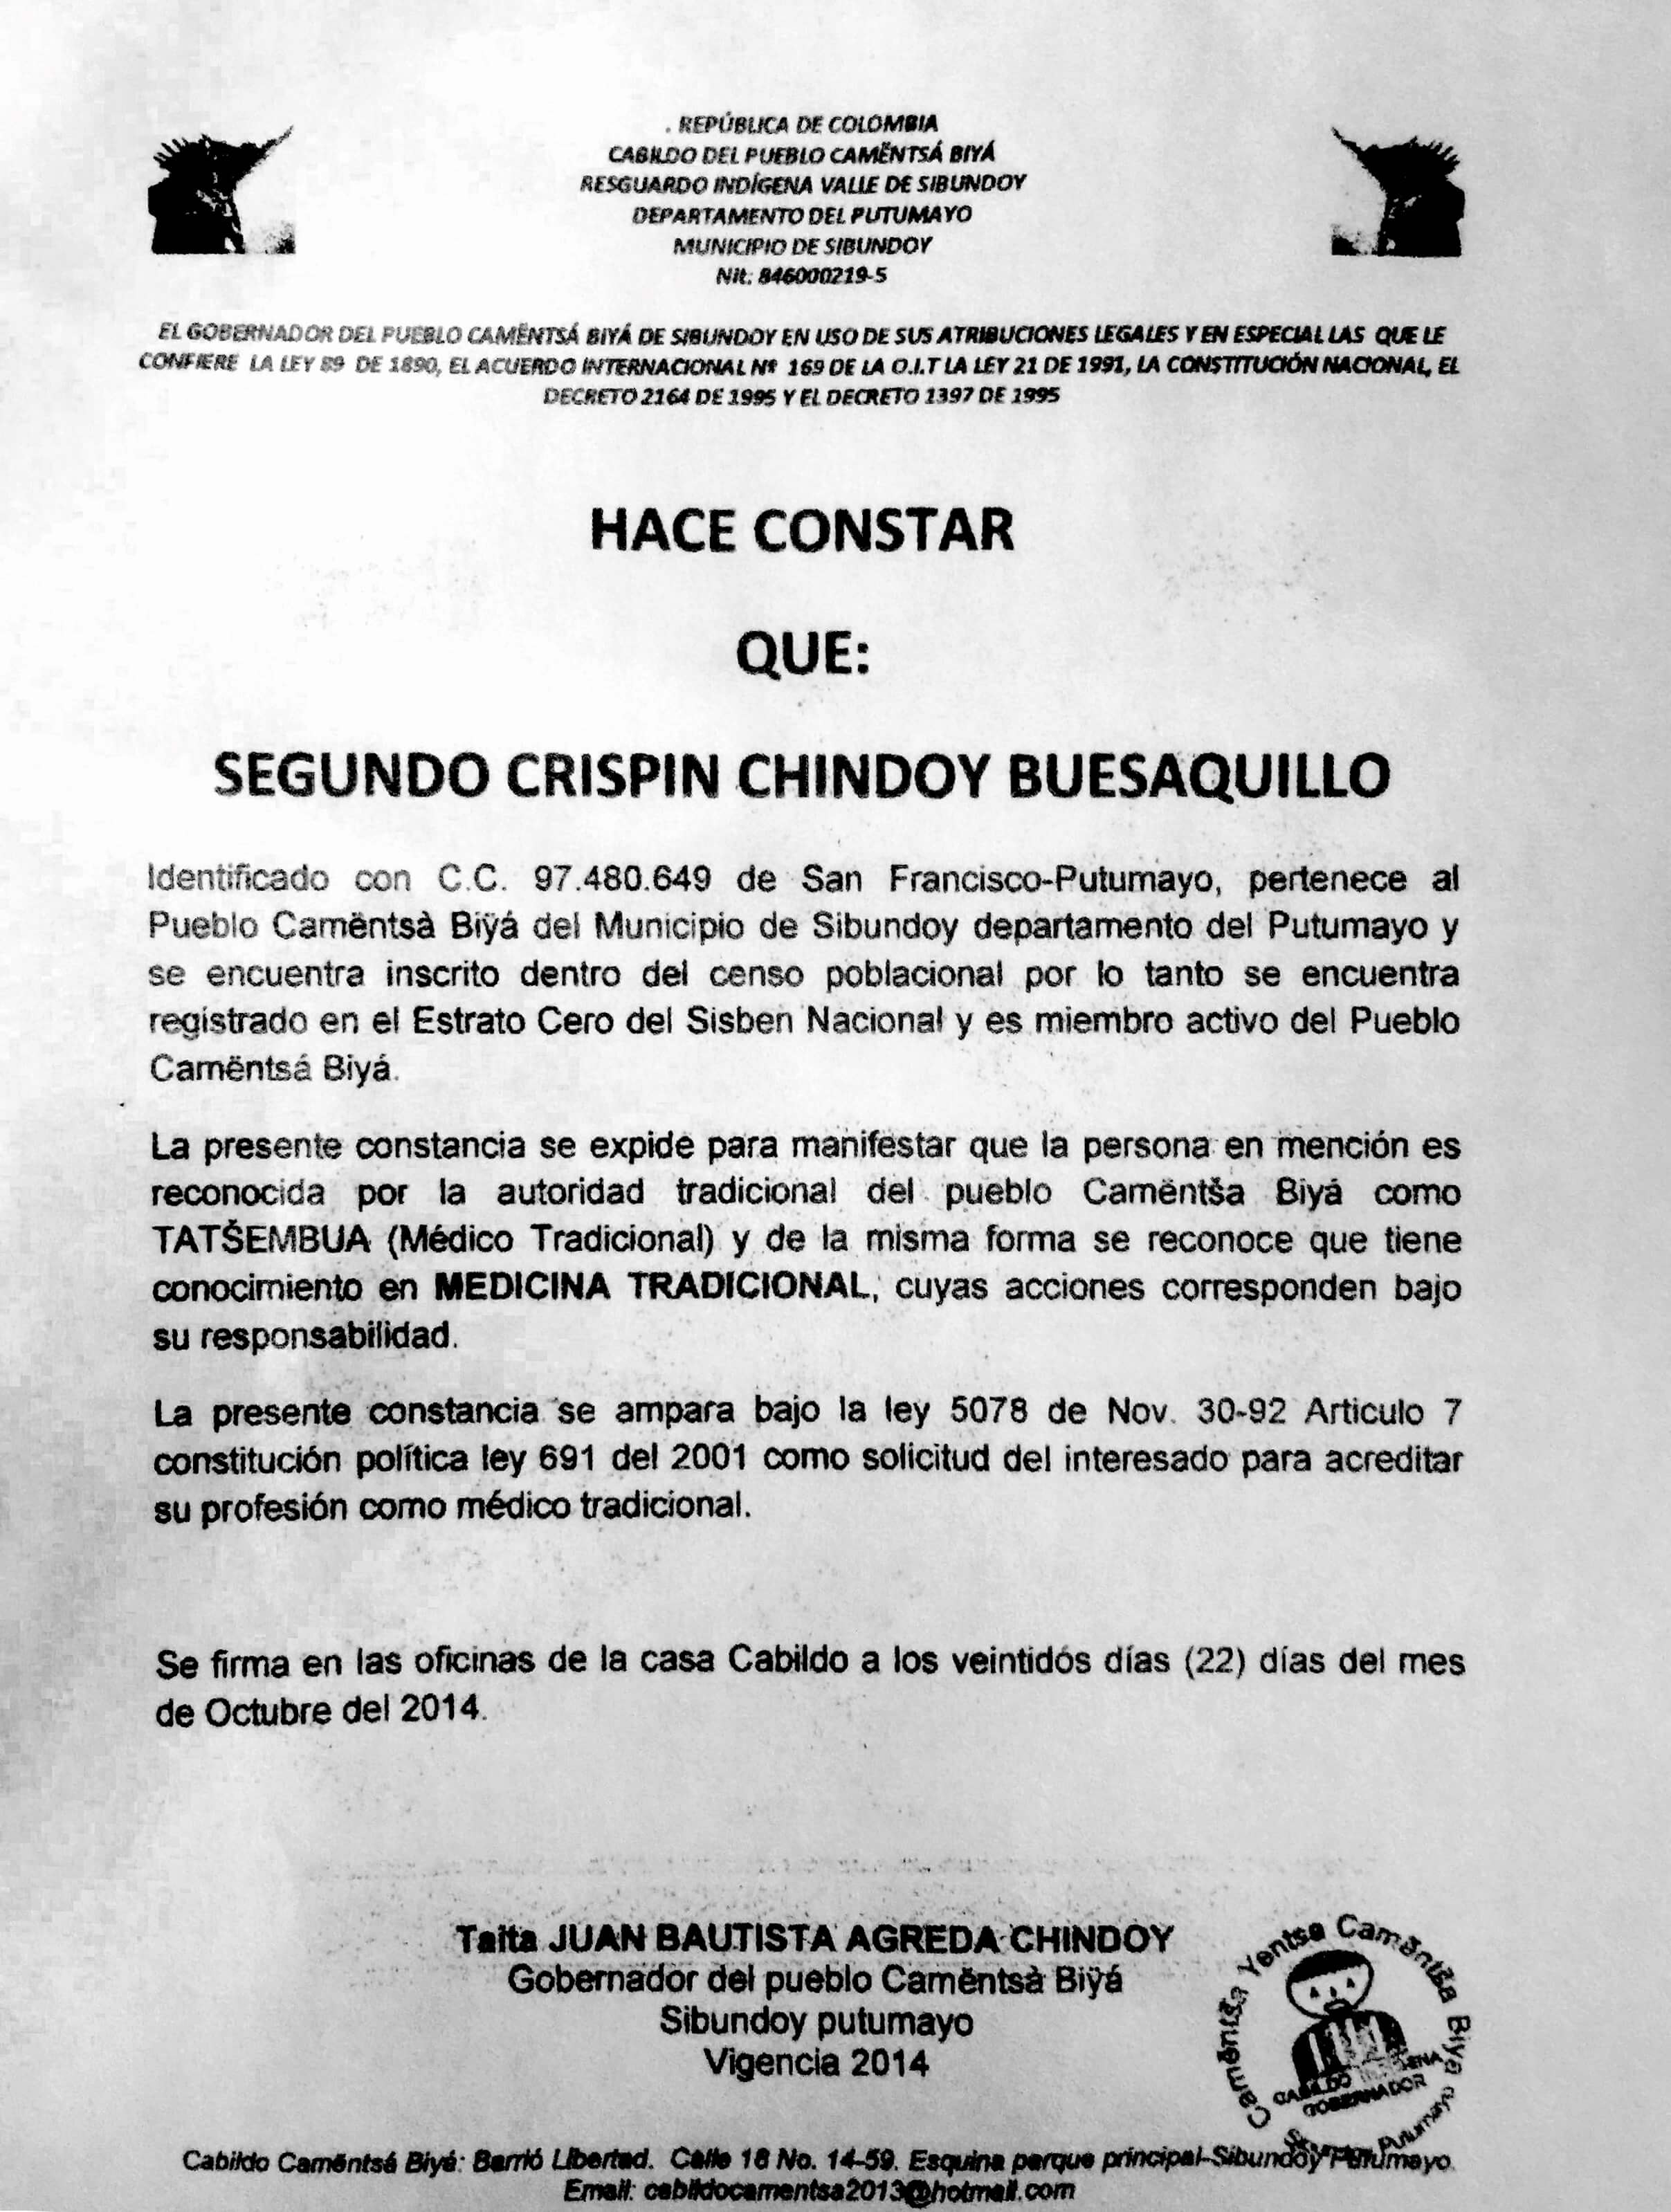 . REPÚBLICA DE COLOMBIA
CABILDO DEL PUEBLO CAMËNTSÁ BIYÁ
RESGUARDO INDÍGENA VALLE DE SIBUNDOY
DEPARTAMENTO DEL PUTUMAYO
MUNICIPIO DE SIBUNDOY
Nit. 846000219-5
EL GOBERNADOR DEL PUEBLO CAMËNTSÁ BIYÁ DE SIBUNDOY EN USO DE SUS ATRIBUCIONES LEGALES Y EN ESPECIAL LAS QUE LE
CONFIERE LA LEY 89 DE 1890, EL ACUERDO INTERNACIONAL Nº 169 DE LA O.I.T LA LEY 21 DE 1991, LA CONSTITUCIÓN NACIONAL, EL
DECRETO 2164 DE 1995 Y EL DECRETO 1397 DE 1995
HACE CONSTAR
QUE:
SEGUNDO CRISPIN CHINDOY BUESAQUILLO
Identificado con C.C. 97.480.649 de San Francisco-Putumayo, pertenece al
Pueblo Camëntsà Biÿá del Municipio de Sibundoy departamento del Putumayo y
se encuentra inscrito dentro del censo poblacional por lo tanto se encuentra
registrado en el Estrato Cero del Sisben Nacional y es miembro activo del Pueblo
Camëntsá Biyá.
La presente constancia se expide para manifestar que la persona en mención es
reconocida por la autoridad tradicional del pueblo Camëntša Biyá como
TATŠEMBUA (Médico Tradicional) y de la misma forma se reconoce que tiene
conocimiento en MEDICINA TRADICIONAL, cuyas acciones corresponden bajo
su responsabilidad.
La presente constancia se ampara bajo la ley 5078 de Nov. 30-92 Articulo 7
constitución política ley 691 del 2001 como solicitud del interesado para acreditar
su profesión como médico tradicional.
Se firma en las oficinas de la casa Cabildo a los veintidós días (22) días del mes
de Octubre del 2014.
Taita JUAN BAUTISTA AGREDA CHINDOY
Gobernador del pueblo Camëntsà Biÿá
Sibundoy putumayo
Vigencia 2014
Camëntsa Yentsa Camëntsa Biya
CABILDO
GOBERNADOR
Putumayo
Cabildo Camëntsá Biyá: Barrió Libertad. Calle 18 No. 14-59. Esquina parque principal-Sibundoy Putumayo.
Email: cabildocamentsa2013@hotmail.com